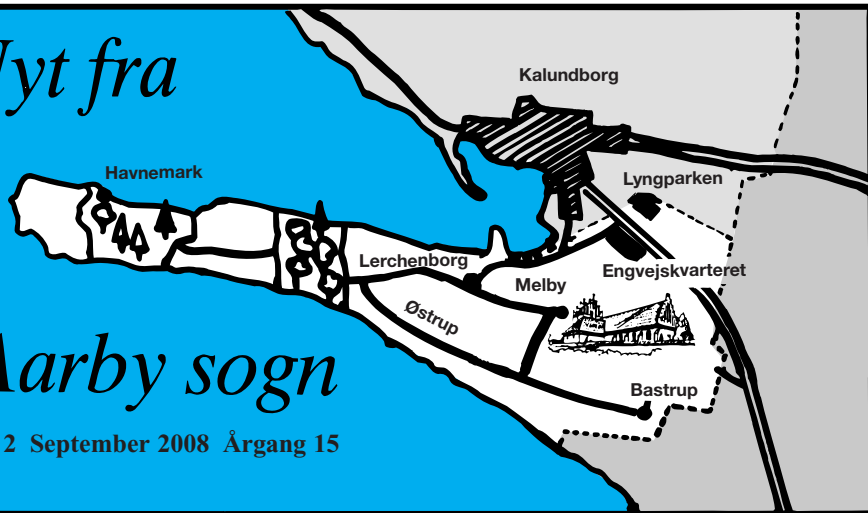 Nyt fra
Kalundborg
Havnemark
Lyngparken
Lerchenborg
Engvejskvarteret
Melby
Østrup
Aarby sogn
Bastrup
2 September 2008 Årgang 15